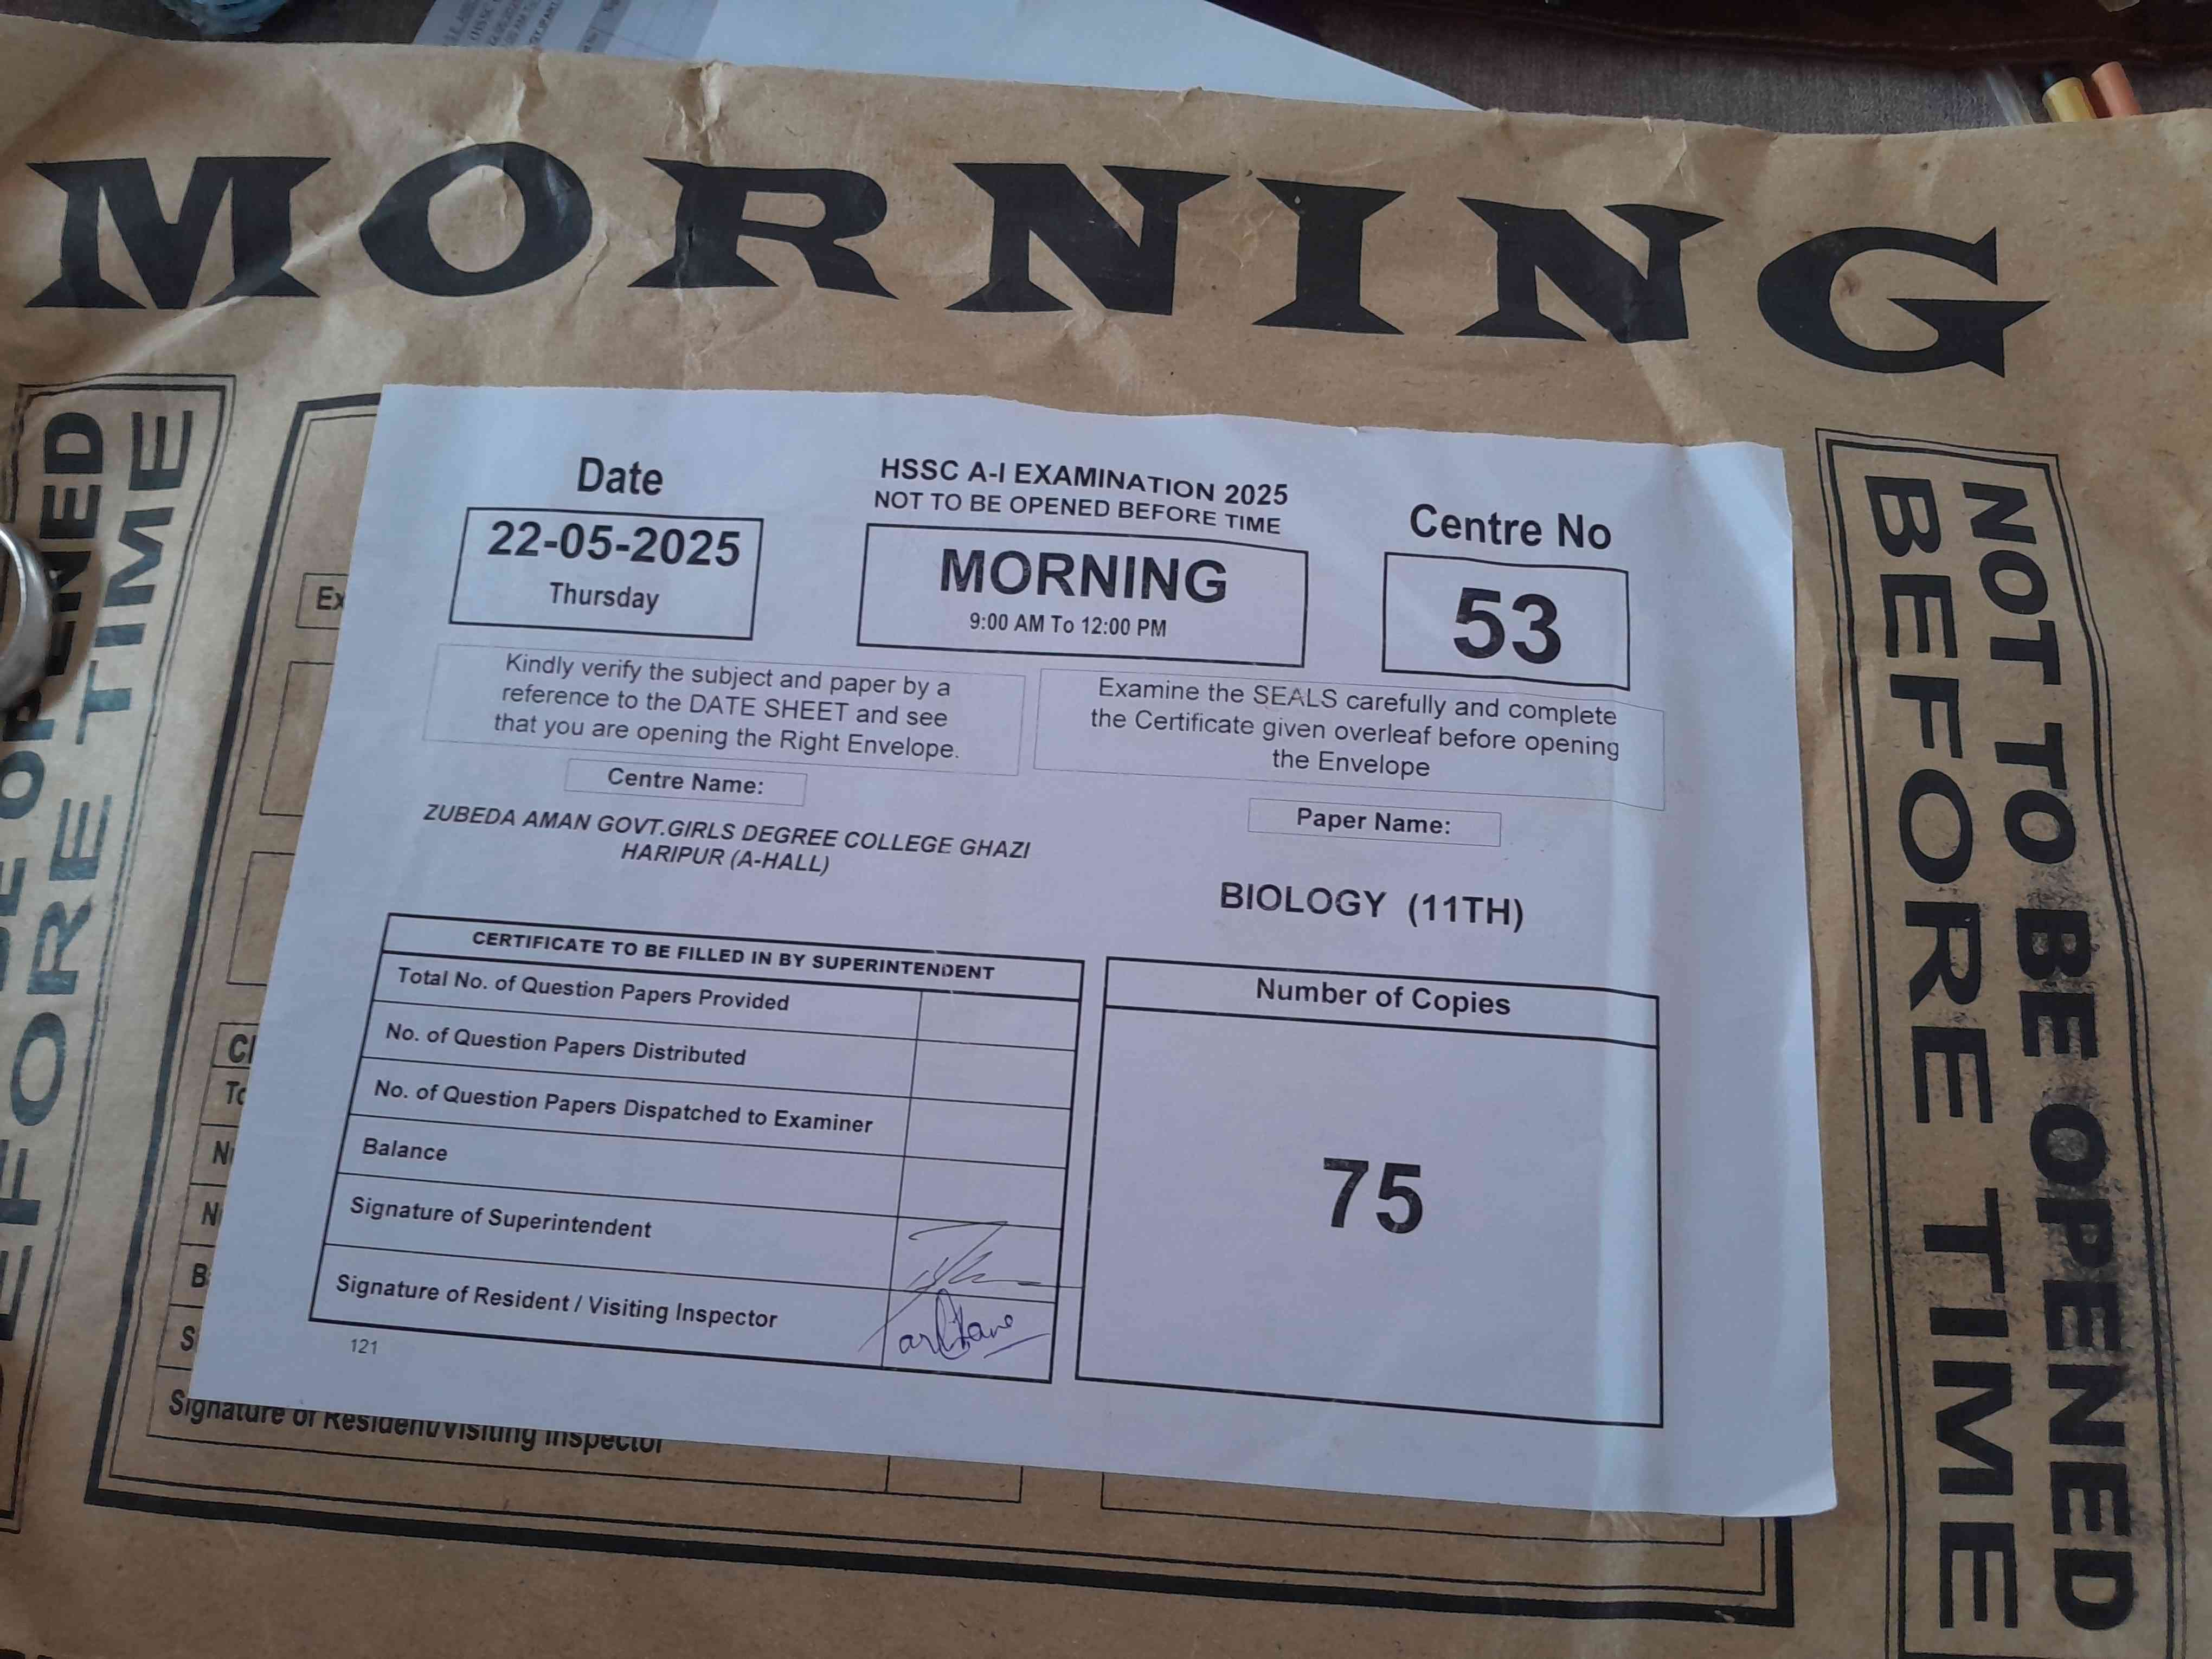 MORNING
NOT TO BE OPENED
BEFORE TIME
Date
22-05-2025
Thursday
HSSC A-I EXAMINATION 2025
NOT TO BE OPENED BEFORE TIME
MORNING
9:00 AM To 12:00 PM
Centre No
53
Kindly verify the subject and paper by a
reference to the DATE SHEET and see
that you are opening the Right Envelope.
Examine the SEALS carefully and complete
the Certificate given overleaf before opening
the Envelope
Centre Name:
ZUBEDA AMAN GOVT.GIRLS DEGREE COLLEGE GHAZI
HARIPUR (A-HALL)
Paper Name:
BIOLOGY (11TH)
CERTIFICATE TO BE FILLED IN BY SUPERINTENDENT
Total No. of Question Papers Provided
No. of Question Papers Distributed
No. of Question Papers Dispatched to Examiner
Balance
Signature of Superintendent
Signature of Resident / Visiting Inspector
121
Number of Copies
75
Signature of Resident/Visiting Inspector
OPENED
BEFORE TIME